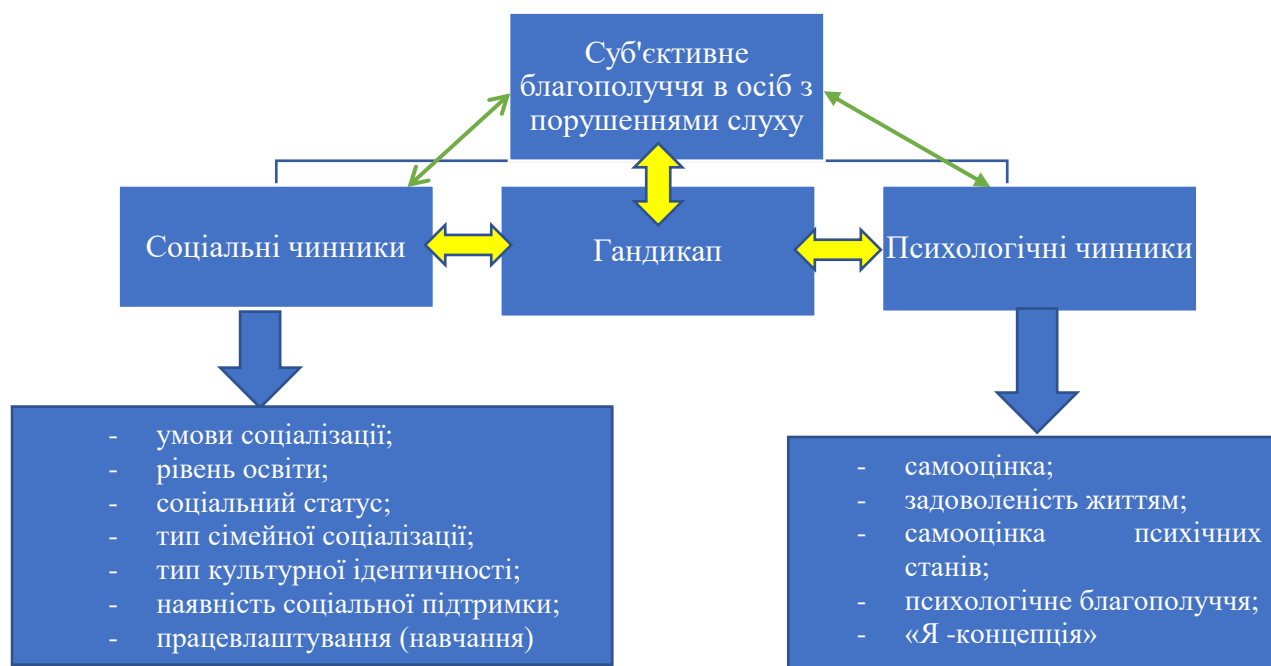 Суб'єктивне
благополуччя в осіб з
порушеннями слуху
Соціальні чинники
Гандикап
Психологічні чинники
- умови соціалізації;
- рівень освіти;
- соціальний статус;
- тип сімейної соціалізації;
- тип культурної ідентичності;
- наявність соціальної підтримки;
- працевлаштування (навчання)
- самооцінка;
- задоволеність життям;
- самооцінка психічних
станів;
- психологічне благополуччя;
- «Я -концепція»